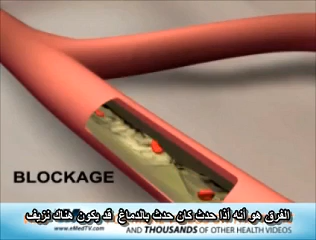 BLOCKAGE
الفرق هو أنه أذا حدث كان حدث بالدماغ قد يكون هناك نزيف
www.eMedTV.com AND THOUSANDS OF OTHER HEALTH VIDEOS